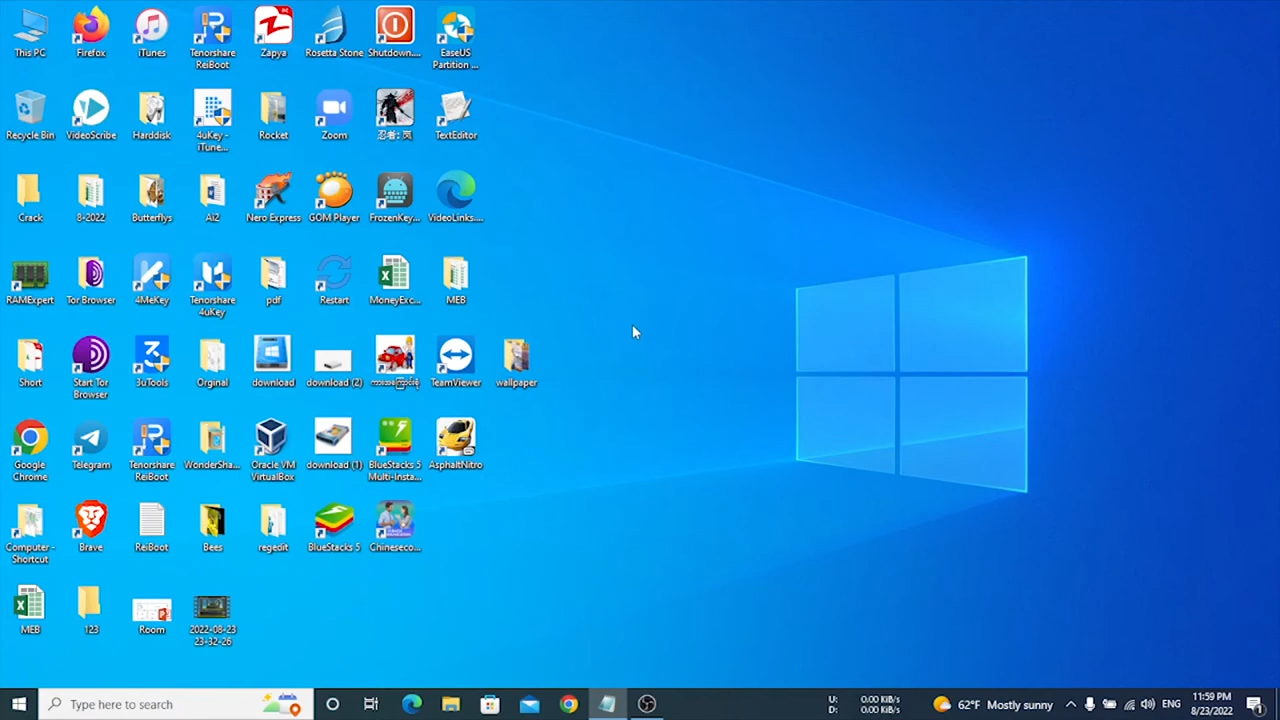 This PC
Firefox
iTunes
Tenorshare
ReiBoot
Zapya
Rosetta Stone
Shutdown....
EaseUS
Partition ...
Recycle Bin
VideoScribe
Harddisk
4uKey -
iTune...
Rocket
Zoom
TextEditor
Crack
8-2022
Butterflys
Ai2
Nero Express
GOM Player
FrozenKey...
VideoLinks....
RAMExpert
Tor Browser
4MeKey
Tenorshare
4uKey
pdf
Restart
MoneyExc...
MEB
Short
Start Tor
Browser
3uTools
Orginal
download
download (2)
TeamViewer
wallpaper
Google
Chrome
Telegram
Tenorshare
ReiBoot
WonderSha...
Oracle VM
VirtualBox
download (1)
BlueStacks 5
Multi-Insta...
AsphaltNitro
Computer -
Shortcut
Brave
ReiBoot
Bees
regedit
BlueStacks 5
Chineseco...
MEB
123
Room
2022-08-23
23-32-26
Type here to search
U: 0.00 KiB/s
D: 0.00 KiB/s
62°F Mostly sunny
ENG
11:59 PM
8/23/2022